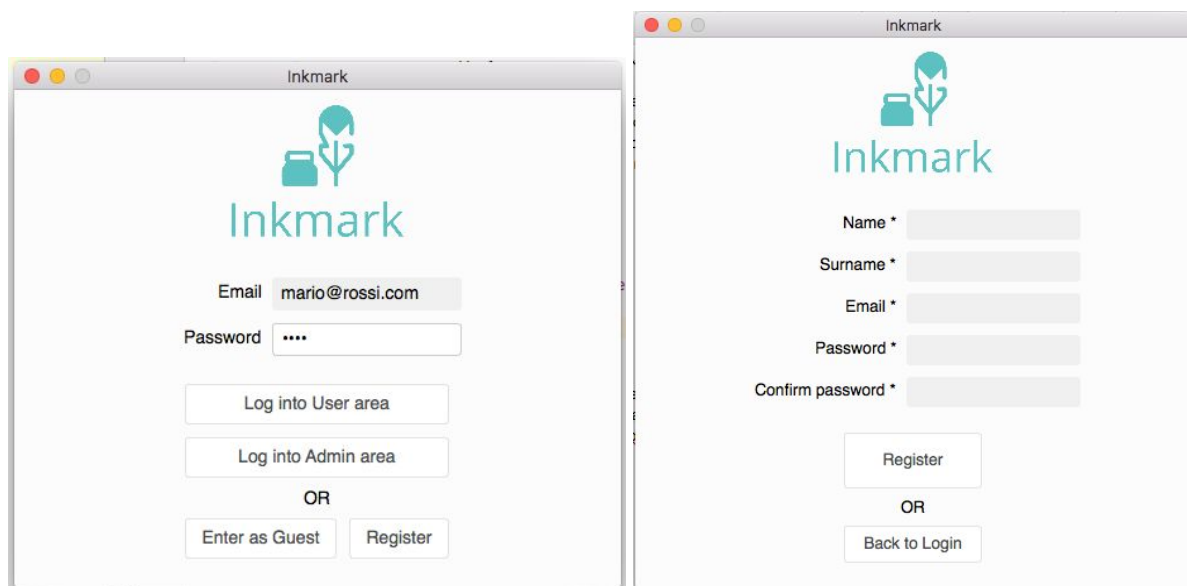 Inkmark
Inkmark
Email mario@rossi.com
Password ••••
Log into User area
Log into Admin area
OR
Enter as Guest Register
Inkmark
Inkmark
Name *
Surname *
Email *
Password *
Confirm password *
Register
OR
Back to Login